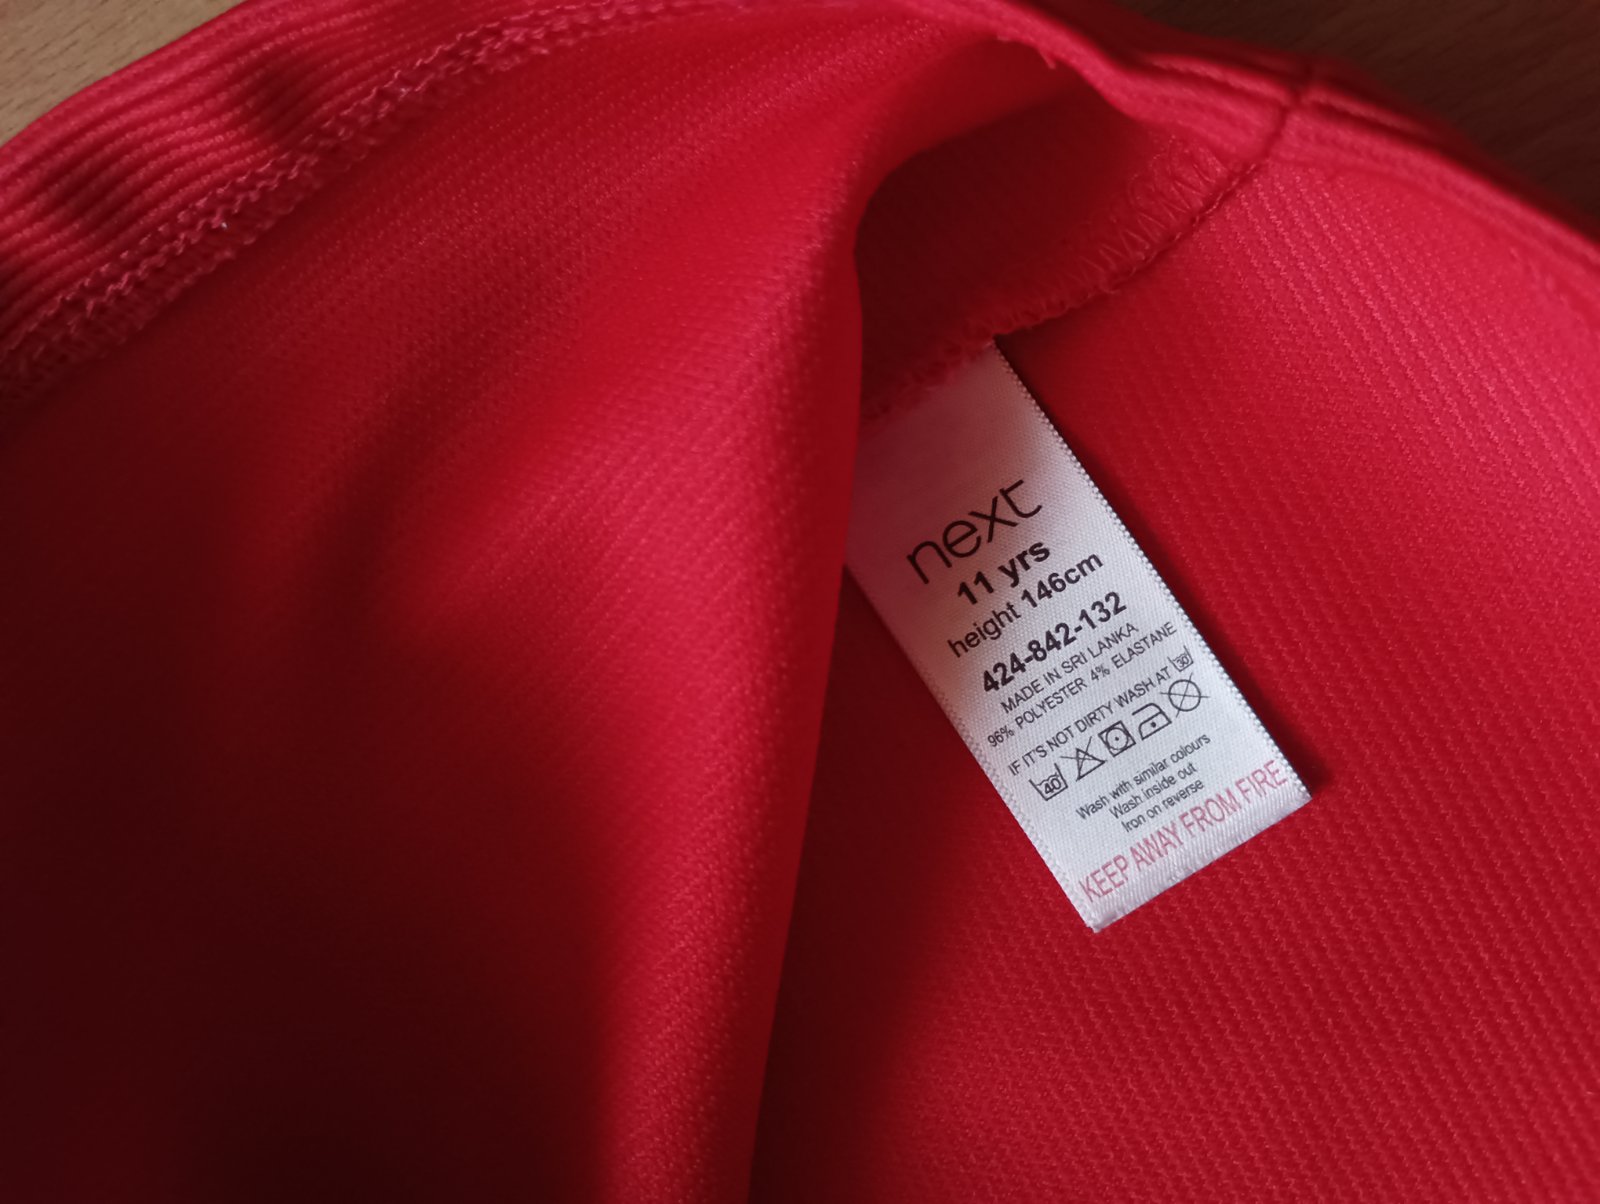 next
11 yrs
height 146cm
424-842-132
MADE IN SRI LANKA
96% POLYESTER 4% ELASTANE
IF IT'S NOT DIRTY WASH AT 30
40
Wash with similar colours
Wash inside out
Iron on reverse
KEEP AWAY FROM FIRE